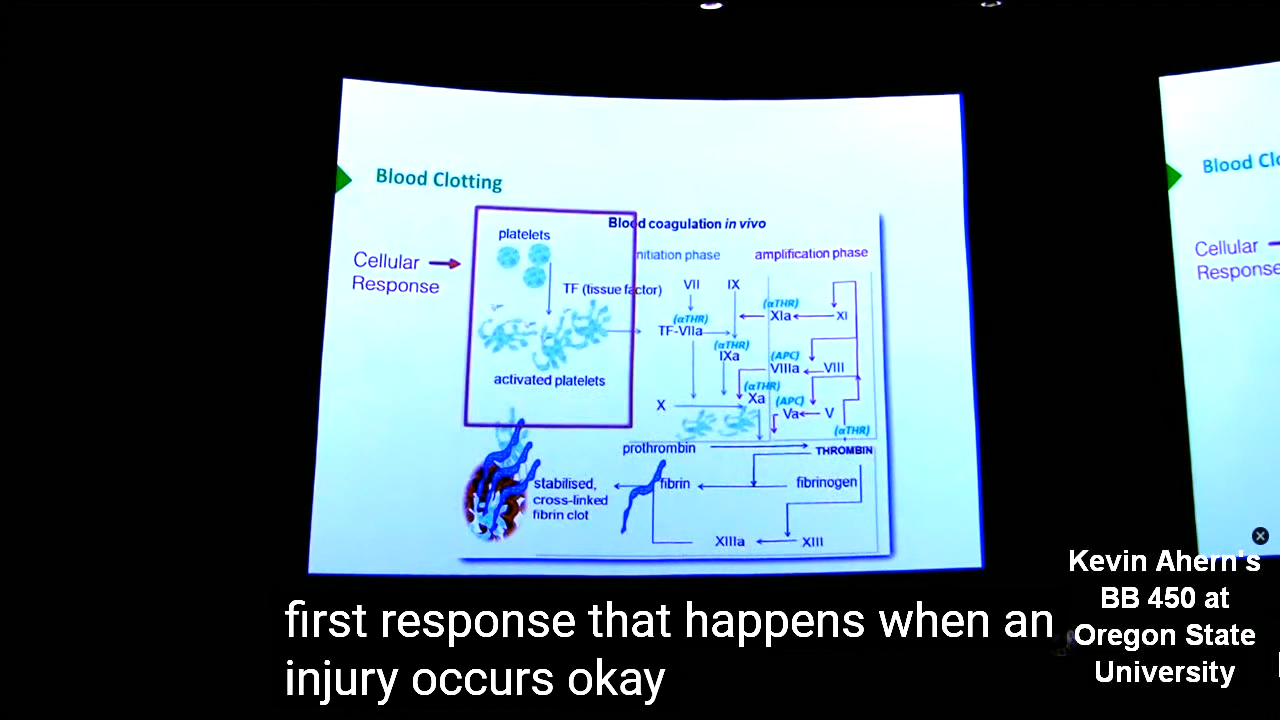 Blood Clotting
Cellular
Response
Blood coagulation in vivo
platelets
nitiation phase
amplification phase
TF (tissue factor)
VII
IX
(αTHR)
XIa
XI
(αTHR)
TF-VIIa
(αTHR)
IXa
(APC)
VIIIa
VIII
activated platelets
(αTHR)
Xa
X
(APC)
Va
V
(αTHR)
prothrombin
THROMBIN
stabilised,
cross-linked
fibrin clot
fibrin
fibrinogen
XIIIa
XIII
Blood Clo
Cellular
Response
Kevin Ahern's
BB 450 at
Oregon State
University
first response that happens when an
injury occurs okay